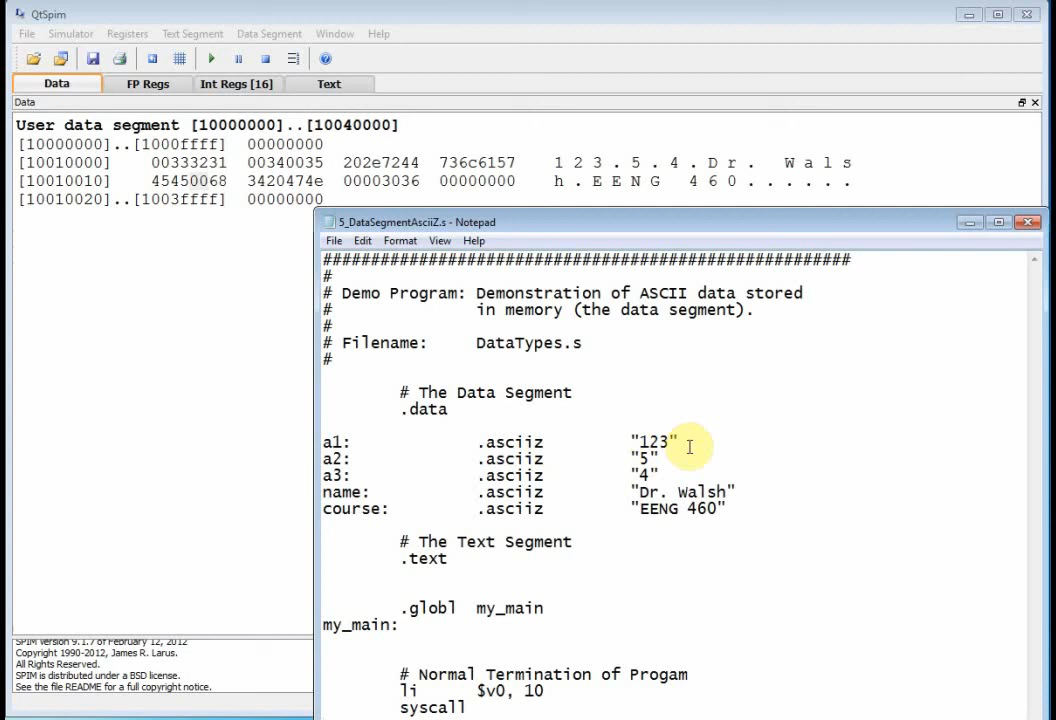 QtSpim
File Simulator Registers Text Segment Data Segment Window Help
Data FP Regs Int Regs [16] Text
Data
User data segment [10000000]..[10040000]
[10000000]..[1000ffff] 00000000
[10010000] 00333231 00340035 202e7244 736c6157 1 2 3 . 5 . 4 . D r . W a l s
[10010010] 45450068 3420474e 00003036 00000000 h . E E N G 4 6 0 . . . . . .
[10010020]..[1003ffff] 00000000
5_DataSegmentAsciiZ.s - Notepad
File Edit Format View Help
#######################################################
#
# Demo Program: Demonstration of ASCII data stored
# in memory (the data segment).
#
# Filename: DataTypes.s
#
# The Data Segment
.data
a1: .asciiz "123"
a2: .asciiz "5"
a3: .asciiz "4"
name: .asciiz "Dr. Walsh"
course: .asciiz "EENG 460"
# The Text Segment
.text
.globl my_main
my_main:
# Normal Termination of Progam
li $v0, 10
syscall
SPIM Version 9.1.7 of February 12, 2012
Copyright 1990-2012, James R. Larus.
All Rights Reserved.
SPIM is distributed under a BSD license.
See the file README for a full copyright notice.